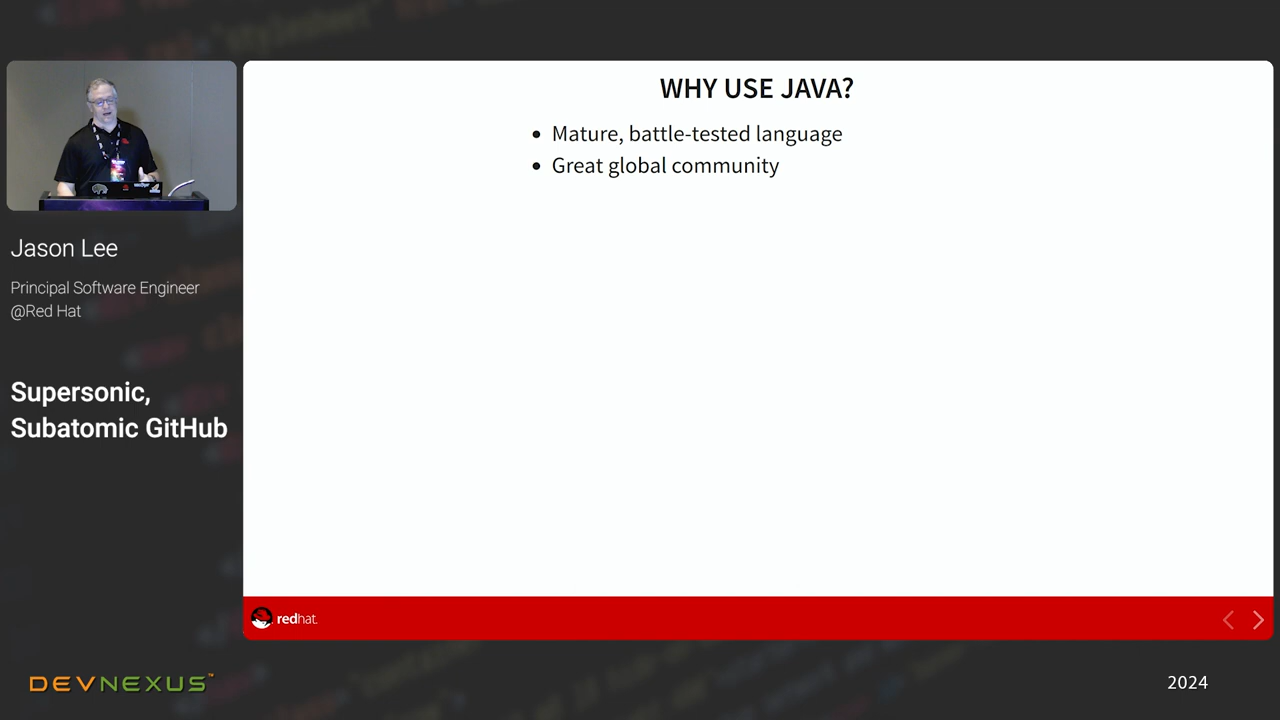 WHY USE JAVA?
• Mature, battle-tested language
• Great global community
Jason Lee
Principal Software Engineer
@Red Hat
Supersonic,
Subatomic GitHub
redhat.
DEVNEXUS™
2024